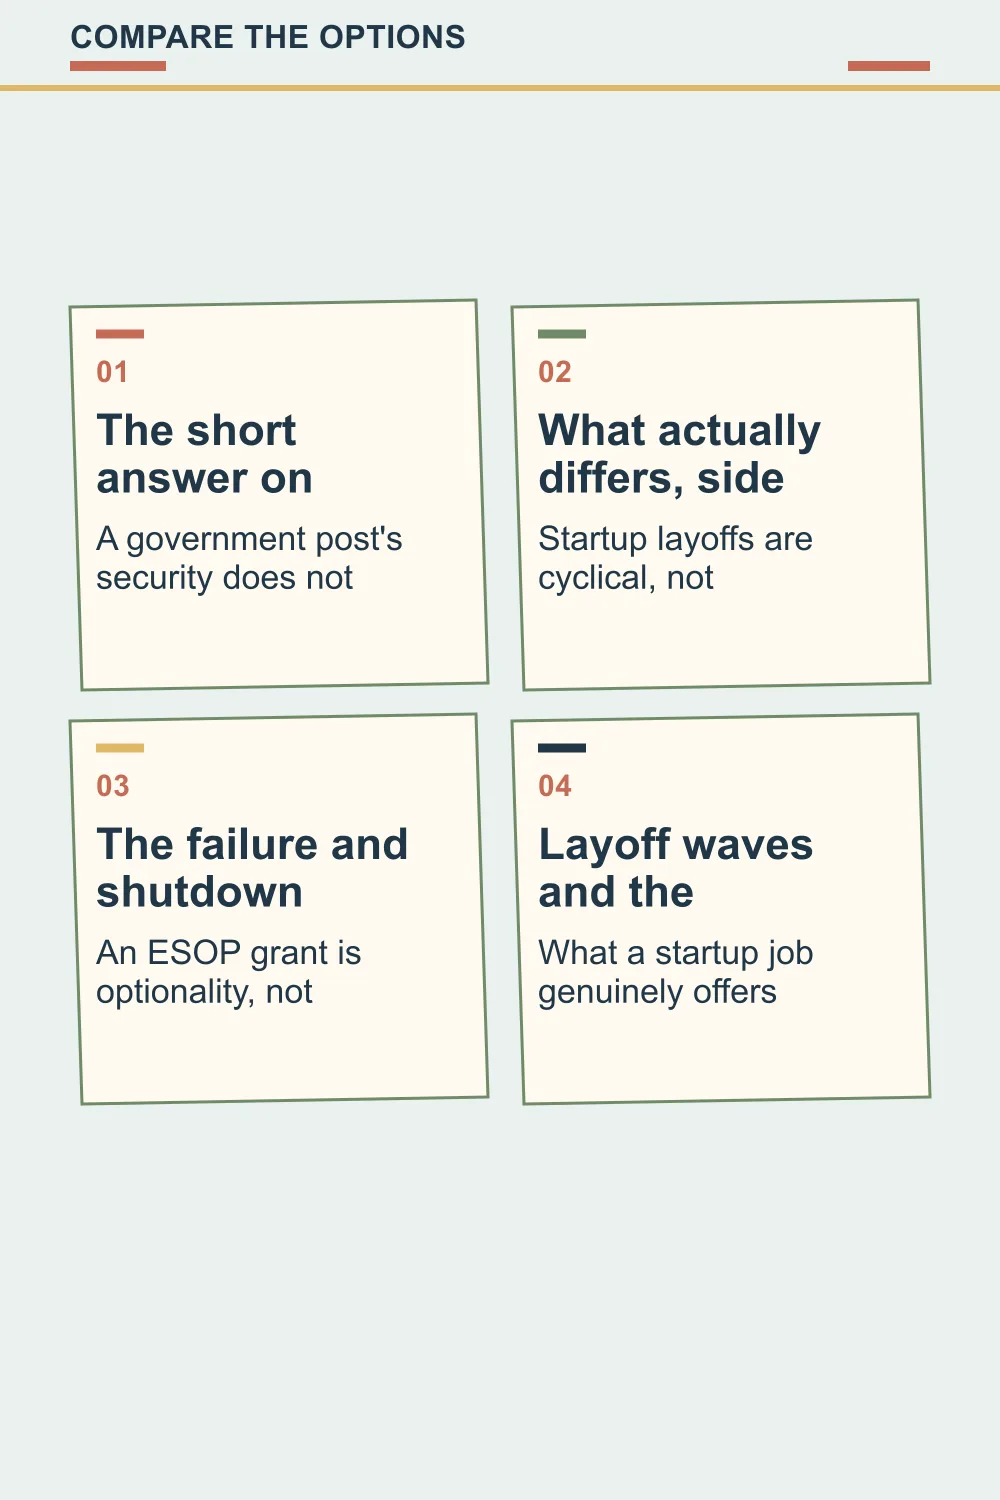 COMPARE THE OPTIONS
01
The short
answer on
A government post's
security does not
02
What actually
differs, side
Startup layoffs are
cyclical, not
03
The failure and
shutdown
An ESOP grant is
optionality, not
04
Layoff waves
and the
What a startup job
genuinely offers